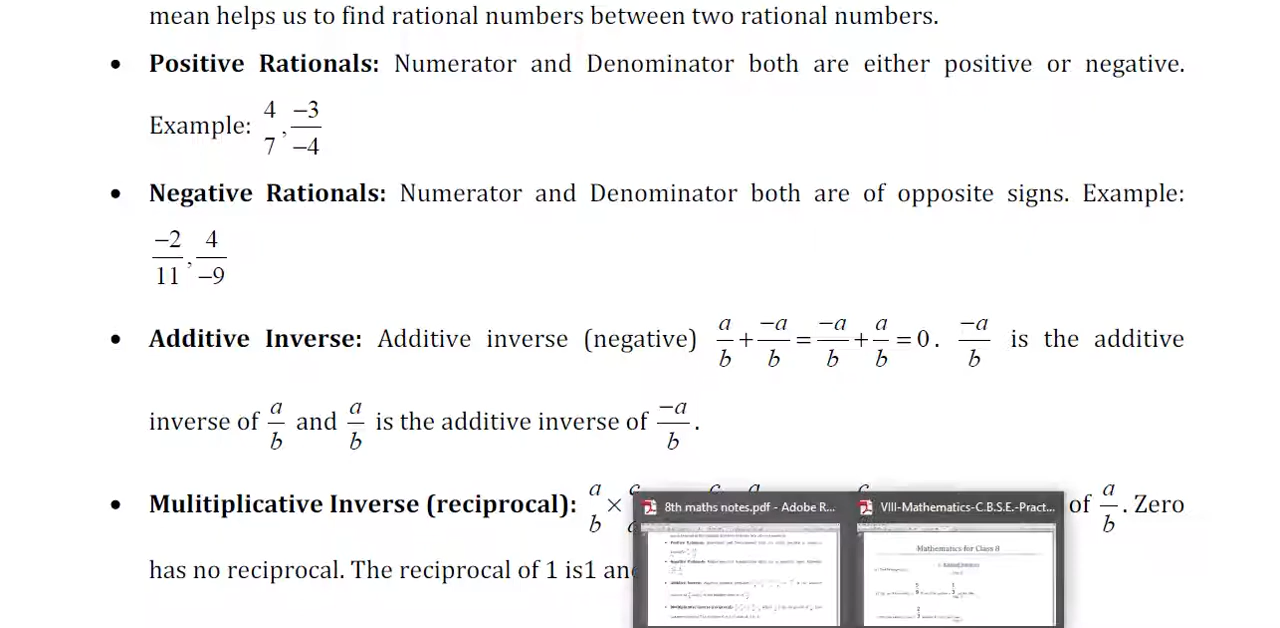 mean helps us to find rational numbers between two rational numbers.
• Positive Rationals: Numerator and Denominator both are either positive or negative.
Example: 4/7, −3/−4
• Negative Rationals: Numerator and Denominator both are of opposite signs. Example:
−2/11, 4/−9
• Additive Inverse: Additive inverse (negative) a/b + −a/b = −a/b + a/b = 0. −a/b is the additive
inverse of a/b and a/b is the additive inverse of −a/b.
• Mulitiplicative Inverse (reciprocal): a/b × of a/b. Zero
has no reciprocal. The reciprocal of 1 is1
8th maths notes.pdf - Adobe R...
VIII-Mathematics-C.B.S.E.-Pract...
Mathematics for Class 8